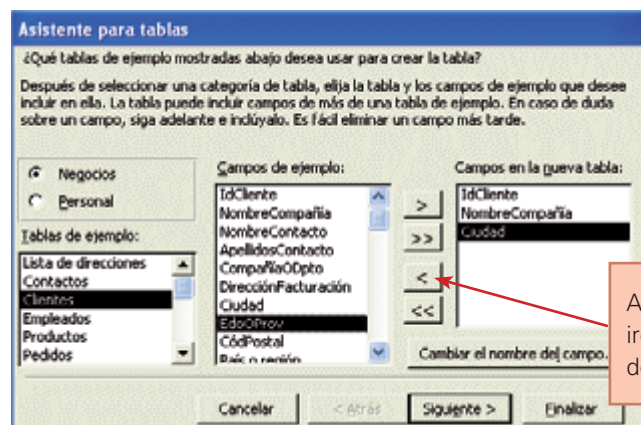 Asistente para tablas
¿Qué tablas de ejemplo mostradas abajo desea usar para crear la tabla?
Después de seleccionar una categoría de tabla, elija la tabla y los campos de ejemplo que desee
incluir en ella. La tabla puede incluir campos de más de una tabla de ejemplo. En caso de duda
sobre un campo, siga adelante e inclúyalo. Es fácil eliminar un campo más tarde.
Negocios
Personal
Tablas de ejemplo:
Lista de direcciones
Contactos
Clientes
Empleados
Productos
Pedidos
Campos de ejemplo:
IdCliente
NombreCompañía
NombreContacto
ApellidosContacto
CompañíaODpto
DirecciónFacturación
Ciudad
EdoOProv
CódPostal
País o región
>
>>
<
<<
Campos en la nueva tabla:
IdCliente
NombreCompañía
Ciudad
Cambiar el nombre del campo.
Cancelar
< Atrás
Siguiente >
Finalizar